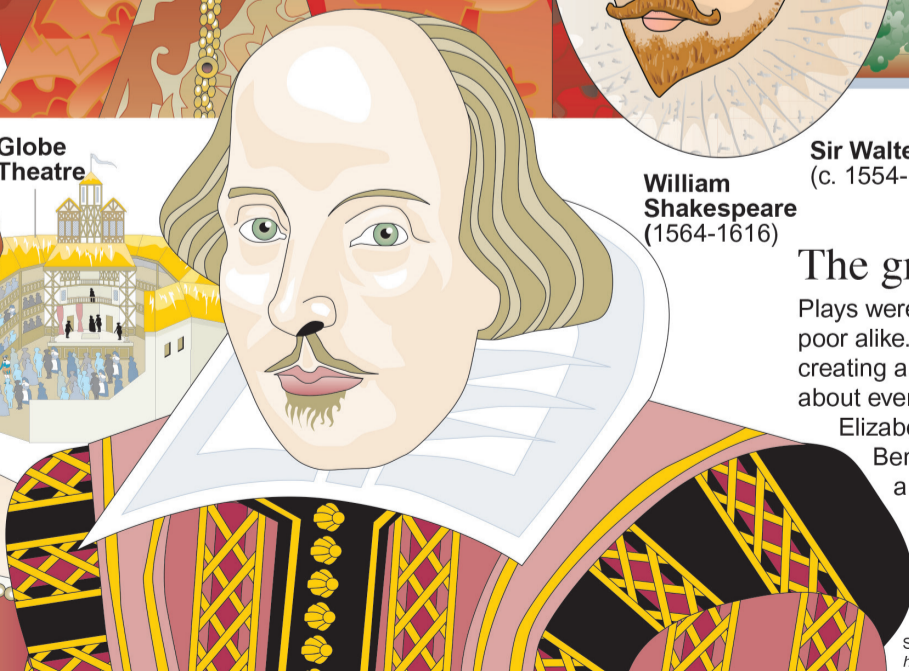 Globe
Theatre
William
Shakespeare
(1564-1616)
Sir Walte
(c. 1554-
The gr
Plays were
poor alike.
creating a
about ever
Elizabe
Ber
a